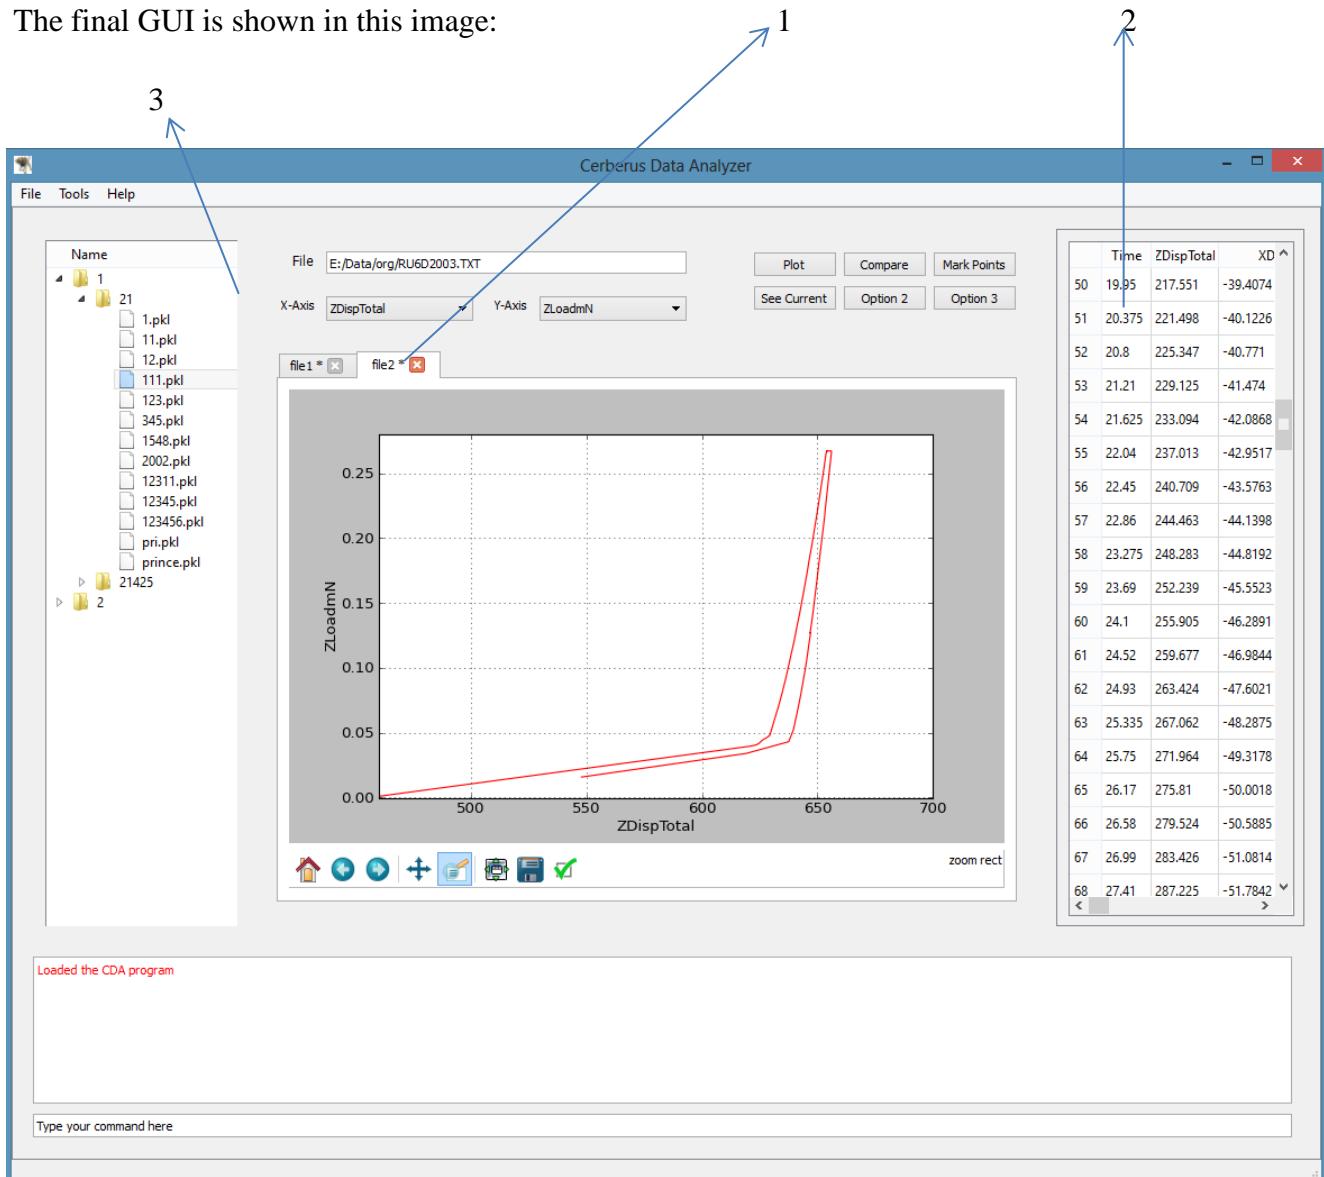 The final GUI is shown in this image:
1
2
3
Cerberus Data Analyzer
File Tools Help
Name
1
21
1.pkl
11.pkl
12.pkl
111.pkl
123.pkl
345.pkl
1548.pkl
2002.pkl
12311.pkl
12345.pkl
123456.pkl
pri.pkl
prince.pkl
21425
2
File E:/Data/org/RU6D2003.TXT
X-Axis ZDispTotal Y-Axis ZLoadmN
Plot Compare Mark Points
See Current Option 2 Option 3
file1 * file2 *
0.25
0.20
0.15
0.10
0.05
0.00
ZLoadmN
500 550 600 650 700
ZDispTotal
zoom rect
Time ZDispTotal XD
50 19.95 217.551 -39.4074
51 20.375 221.498 -40.1226
52 20.8 225.347 -40.771
53 21.21 229.125 -41.474
54 21.625 233.094 -42.0868
55 22.04 237.013 -42.9517
56 22.45 240.709 -43.5763
57 22.86 244.463 -44.1398
58 23.275 248.283 -44.8192
59 23.69 252.239 -45.5523
60 24.1 255.905 -46.2891
61 24.52 259.677 -46.9844
62 24.93 263.424 -47.6021
63 25.335 267.062 -48.2875
64 25.75 271.964 -49.3178
65 26.17 275.81 -50.0018
66 26.58 279.524 -50.5885
67 26.99 283.426 -51.0814
68 27.41 287.225 -51.7842
Loaded the CDA program
Type your command here